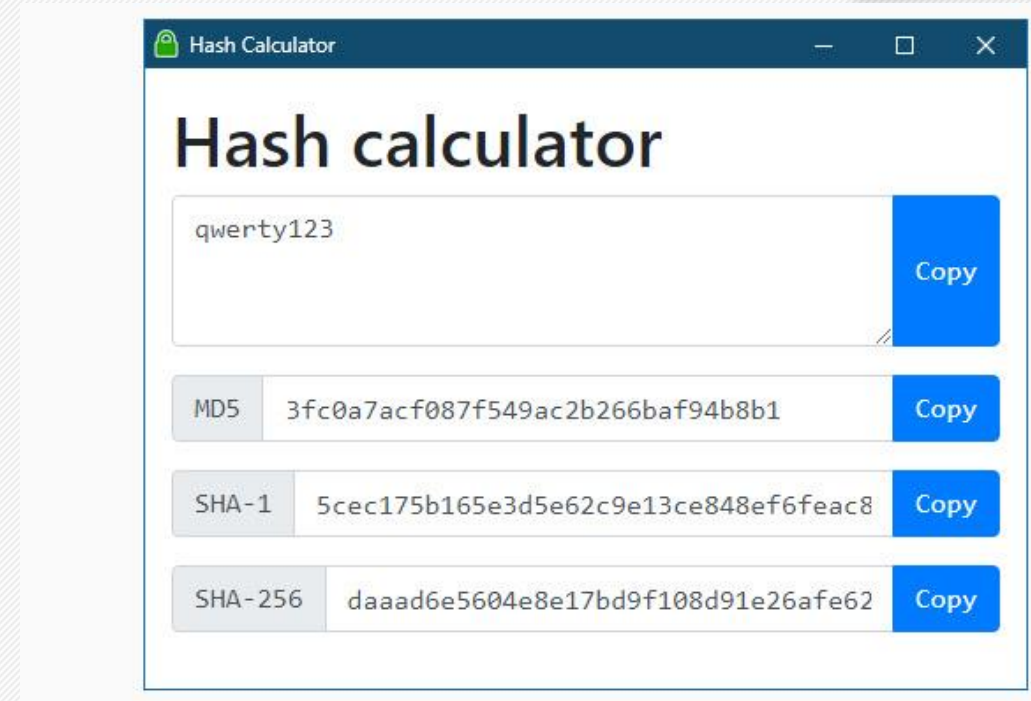 Hash Calculator
Hash calculator
qwerty123
Copy
MD5 3fc0a7acf087f549ac2b266baf94b8b1 Copy
SHA-1 5cec175b165e3d5e62c9e13ce848ef6feac8 Copy
SHA-256 daaad6e5604e8e17bd9f108d91e26afe62 Copy